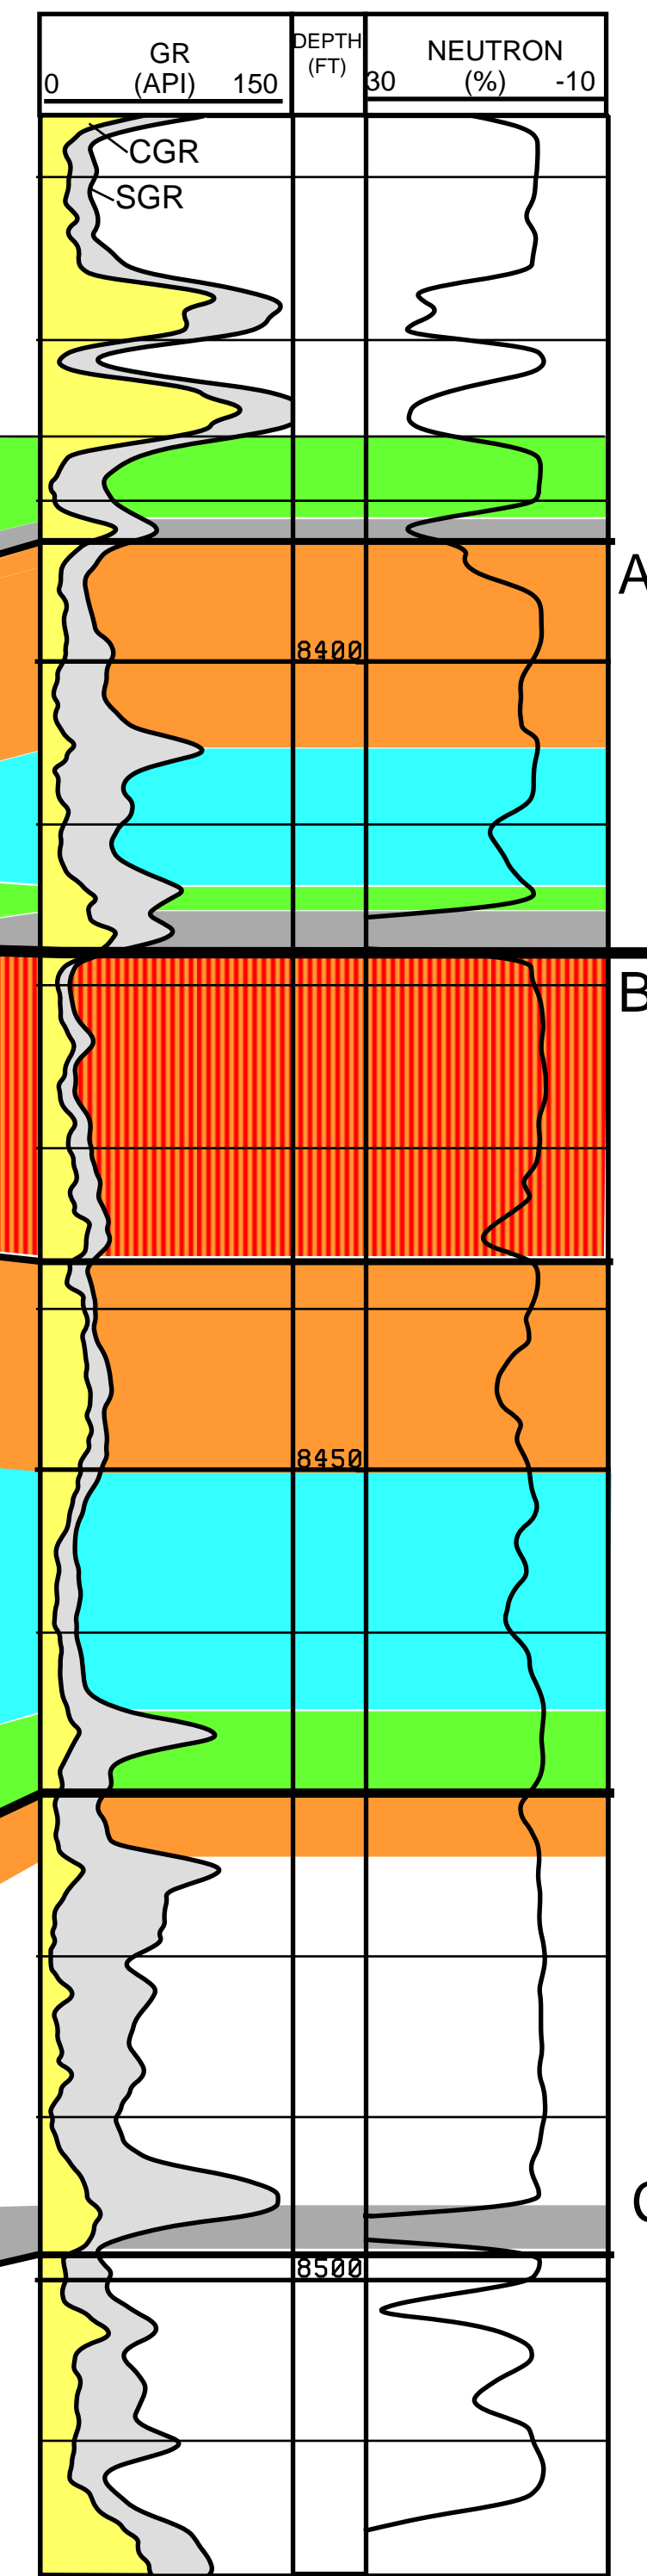 GR
(API)
0 150
DEPTH
(FT)
NEUTRON
(%)
30 -10
CGR
SGR
A
8400
B
8450
8500